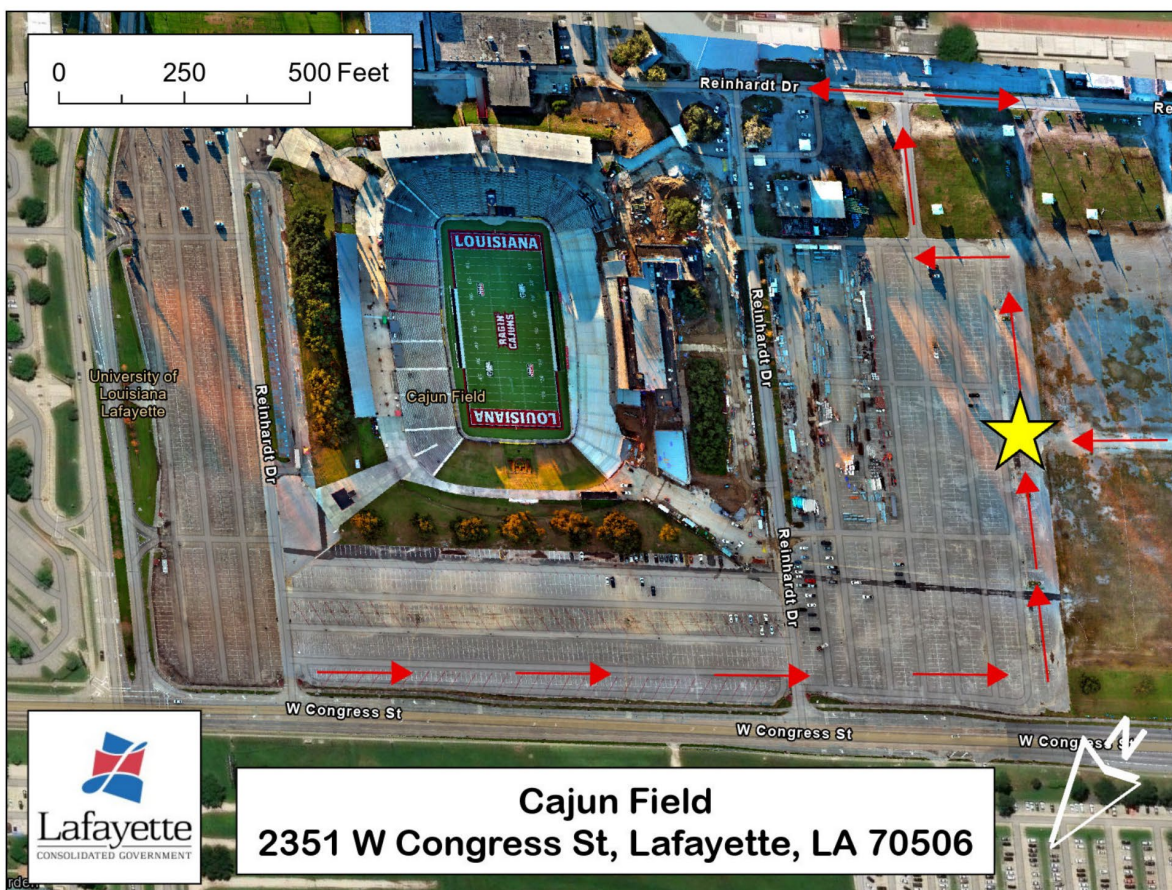 0 250 500 Feet
Reinhardt Dr
Re
LOUISIANA
RAGIN'
CAJUNS
LOUISIANA
Cajun Field
University of
Louisiana
Lafayette
Reinhardt Dr
Reinhardt Dr
Reinhardt Dr
W Congress St
W Congress St
W Congress St
N
Lafayette
CONSOLIDATED GOVERNMENT
Cajun Field
2351 W Congress St, Lafayette, LA 70506